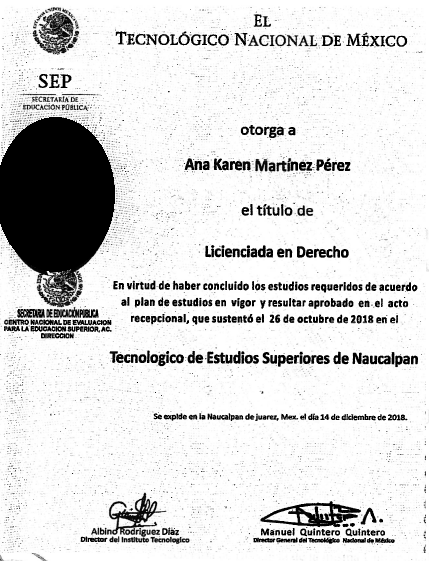 EL
TECNOLÓGICO NACIONAL DE MÉXICO
SEP
SECRETARÍA DE
EDUCACIÓN PÚBLICA
otorga a
Ana Karen Martínez Pérez
el título de
Licienciada en Derecho
En virtud de haber concluido los estudios requeridos de acuerdo
al plan de estudios en vigor y resultar aprobado en el acto
recepcional, que sustentó el 26 de octubre de 2018 en el
SECRETARIA DE EDUCACIÓN PUBLICA
CENTRO NACIONAL DE EVALUACION
PARA LA EDUCACION SUPERIOR, AC.
DIRECCION
Tecnologico de Estudios Superiores de Naucalpan
Se expide en la Naucalpan de juarez, Mex. el día 14 de diciembre de 2018.
Albino Rodriguez Díaz
Director del Instituto Tecnologico
Manuel Quintero Quintero
Director General del Tecnológico Nacional de México